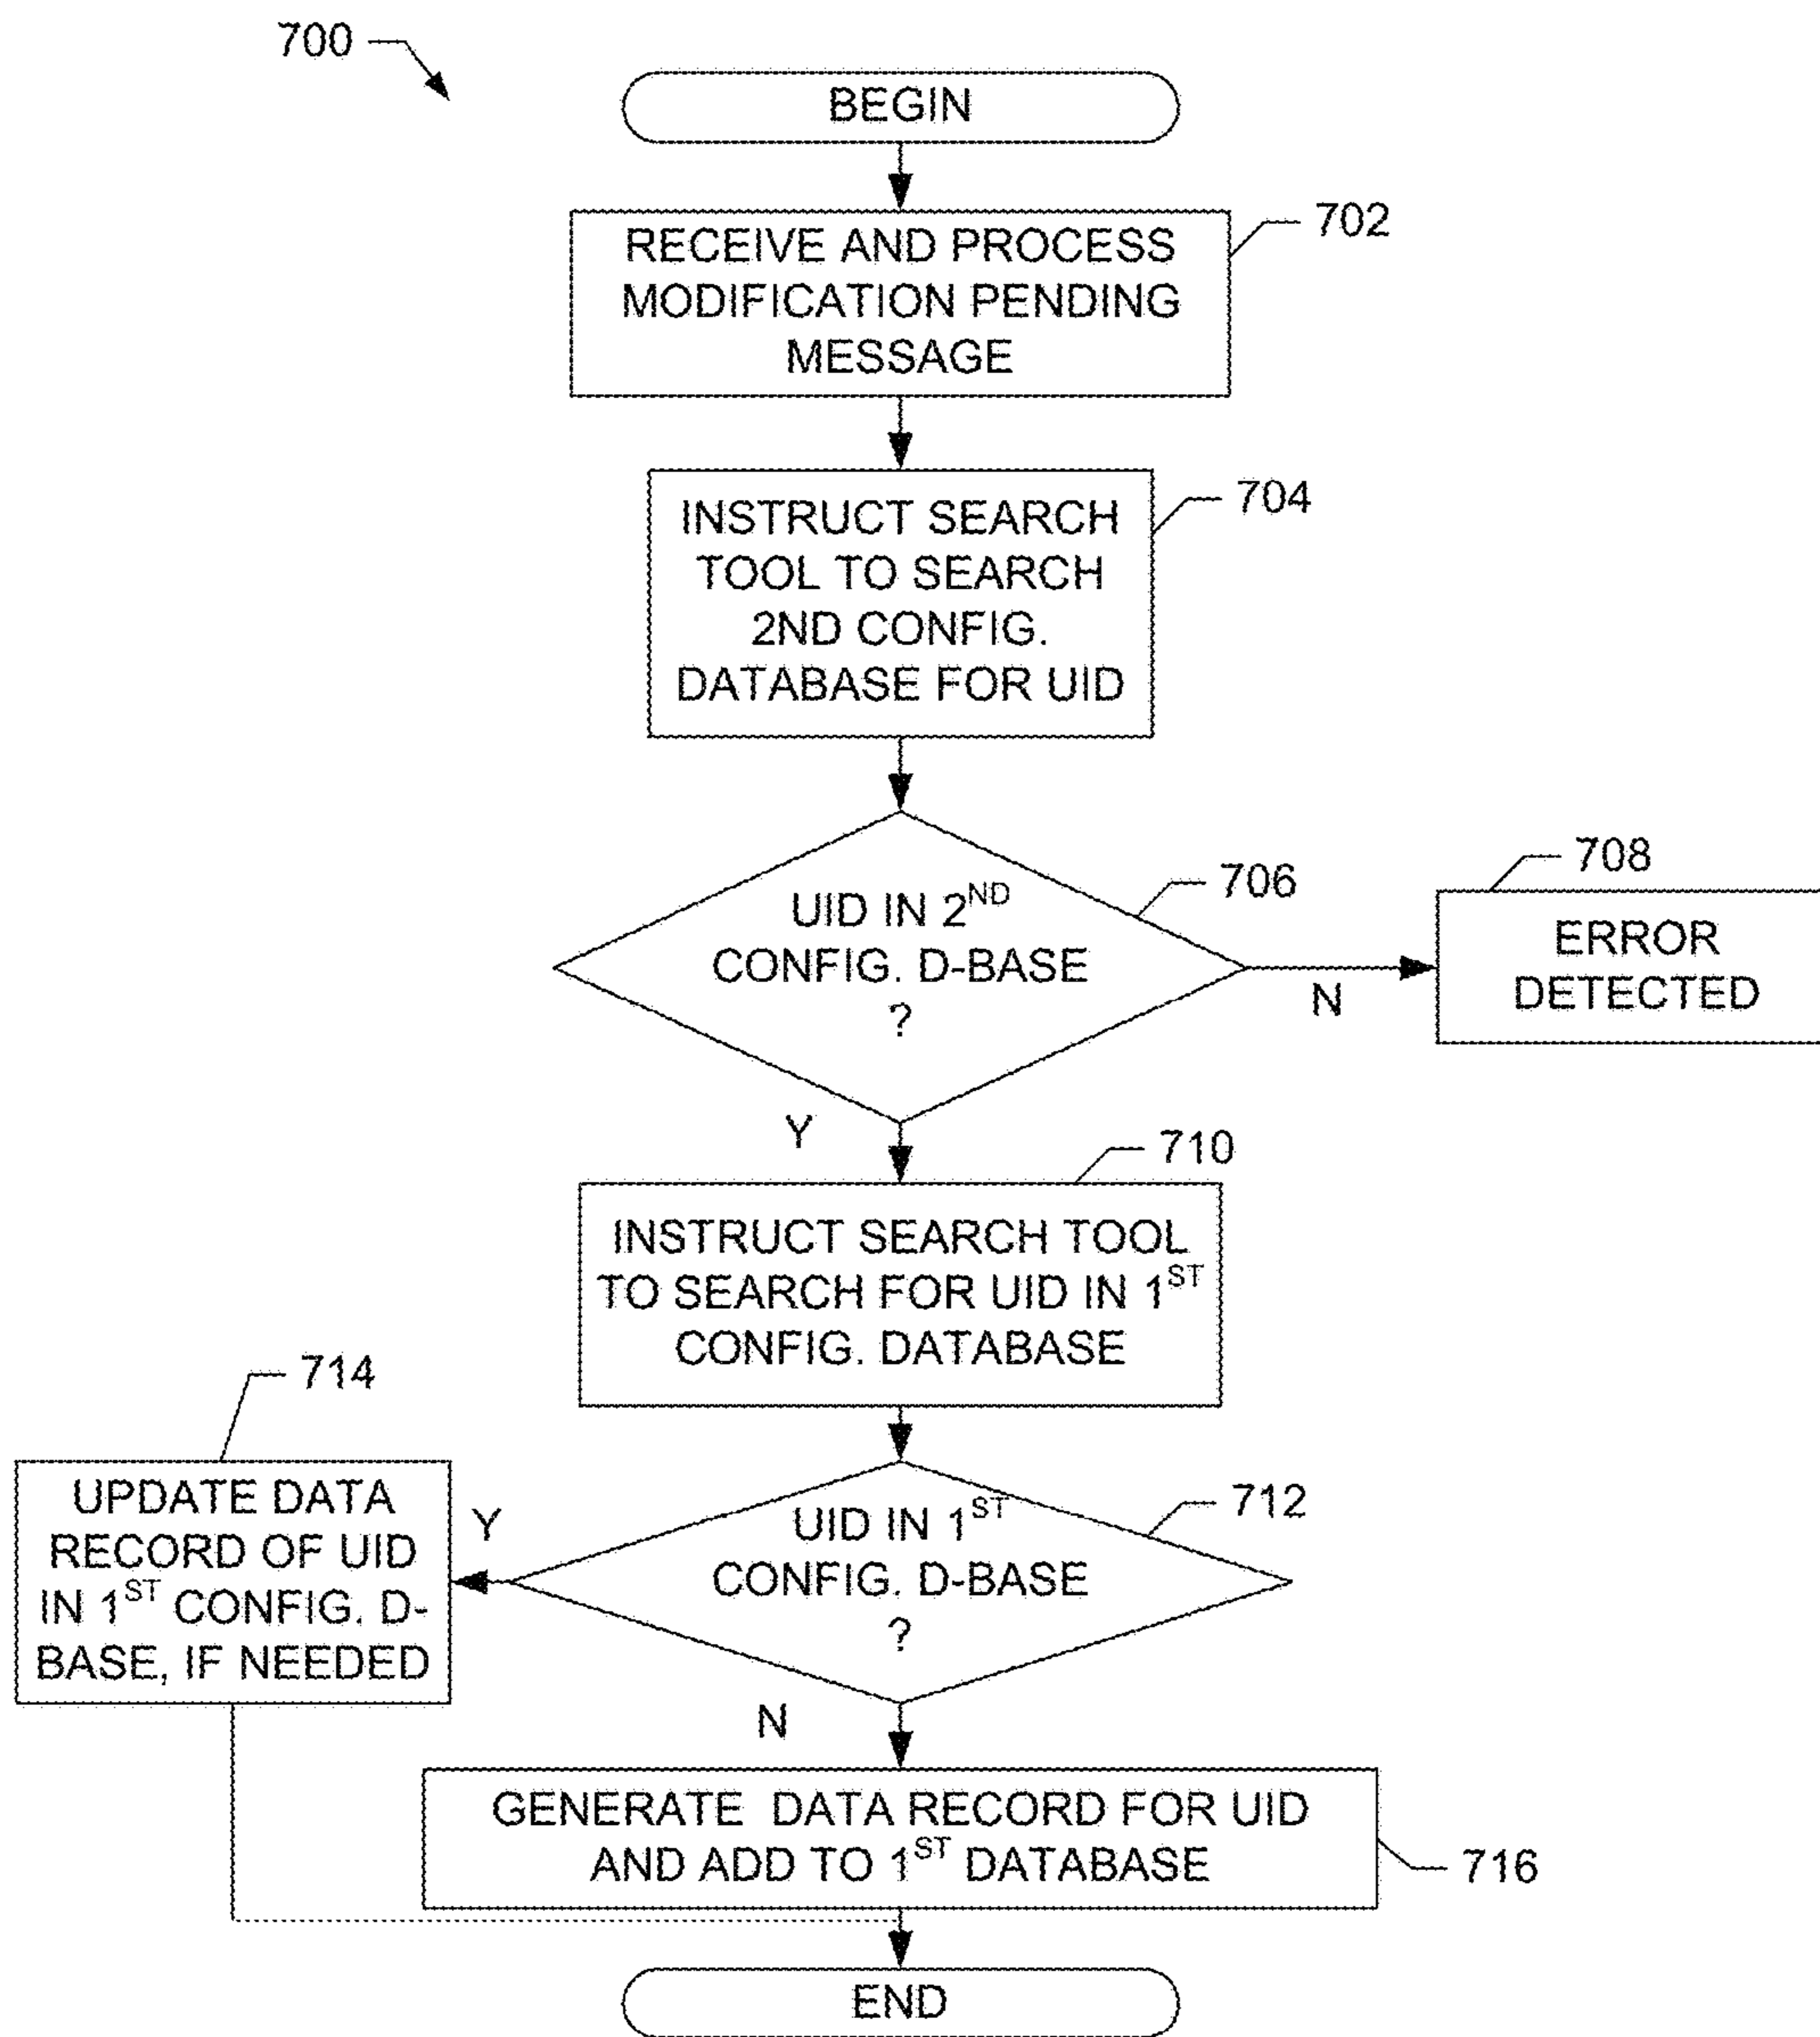 700
BEGIN
RECEIVE AND PROCESS
MODIFICATION PENDING
MESSAGE
702
INSTRUCT SEARCH
TOOL TO SEARCH
2ND CONFIG.
DATABASE FOR UID
704
UID IN 2ND
CONFIG. D-BASE
?
706
N
708
ERROR
DETECTED
Y
710
INSTRUCT SEARCH TOOL
TO SEARCH FOR UID IN 1ST
CONFIG. DATABASE
UID IN 1ST
CONFIG. D-BASE
?
712
Y
714
UPDATE DATA
RECORD OF UID
IN 1ST CONFIG. D-
BASE, IF NEEDED
N
GENERATE DATA RECORD FOR UID
AND ADD TO 1ST DATABASE
716
END